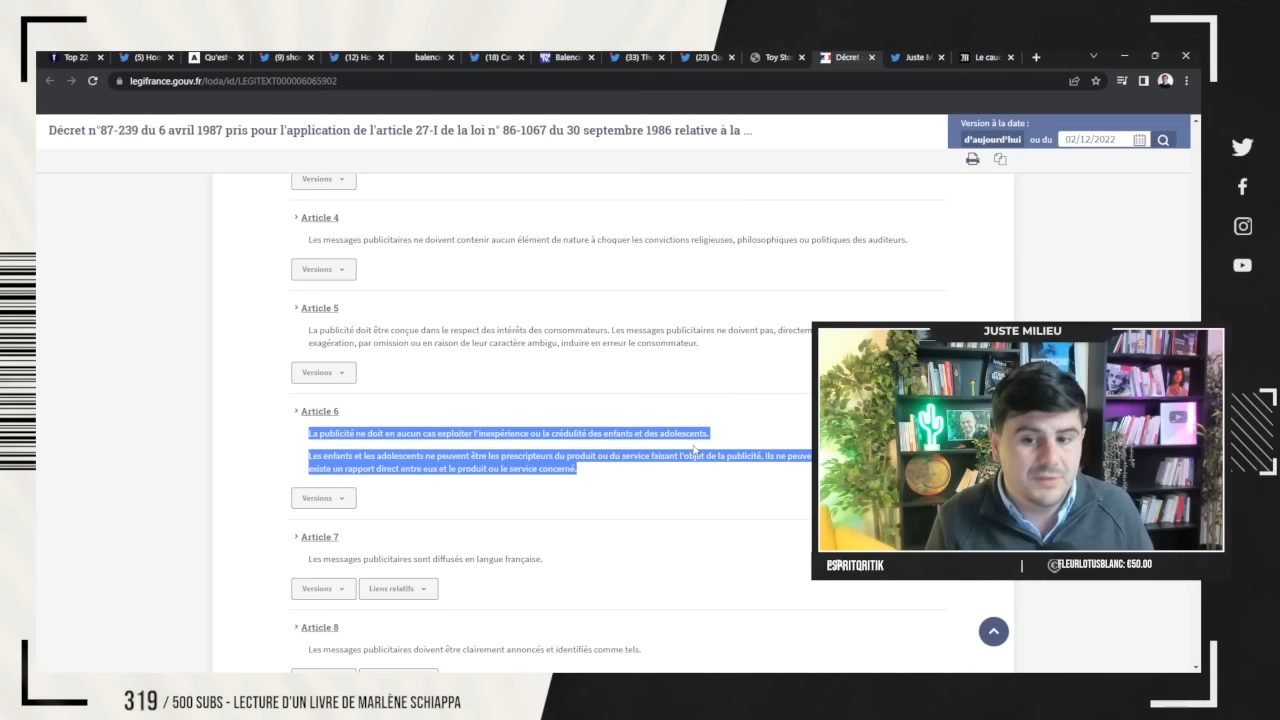 Top 22
(5) Hoo
Qu'est-
(9) sho
(12) Ho
balenci
(18) Ca
Balenc
(33) Th
(23) Qu
Toy Sto
Décret
Juste M
Le cauc
legifrance.gouv.fr/loda/id/LEGITEXT000006065902
Décret n°87-239 du 6 avril 1987 pris pour l'application de l'article 27-I de la loi n° 86-1067 du 30 septembre 1986 relative à la ...
Version à la date :
d'aujourd'hui ou du 02/12/2022
Versions
Article 4
Les messages publicitaires ne doivent contenir aucun élément de nature à choquer les convictions religieuses, philosophiques ou politiques des auditeurs.
Versions
Article 5
La publicité doit être conçue dans le respect des intérêts des consommateurs. Les messages publicitaires ne doivent pas, directem
exagération, par omission ou en raison de leur caractère ambigu, induire en erreur le consommateur.
Versions
Article 6
La publicité ne doit en aucun cas exploiter l'inexpérience ou la crédulité des enfants et des adolescents.
Les enfants et les adolescents ne peuvent être les prescripteurs du produit ou du service faisant l'objet de la publicité. Ils ne peuve
existe un rapport direct entre eux et le produit ou le service concerné.
Versions
Article 7
Les messages publicitaires sont diffusés en langue française.
Versions Liens relatifs
Article 8
Les messages publicitaires doivent être clairement annoncés et identifiés comme tels.
JUSTE MILIEU
FLEURLOTUSBLANC: €50.00
319 / 500 SUBS - LECTURE D'UN LIVRE DE MARLÈNE SCHIAPPA